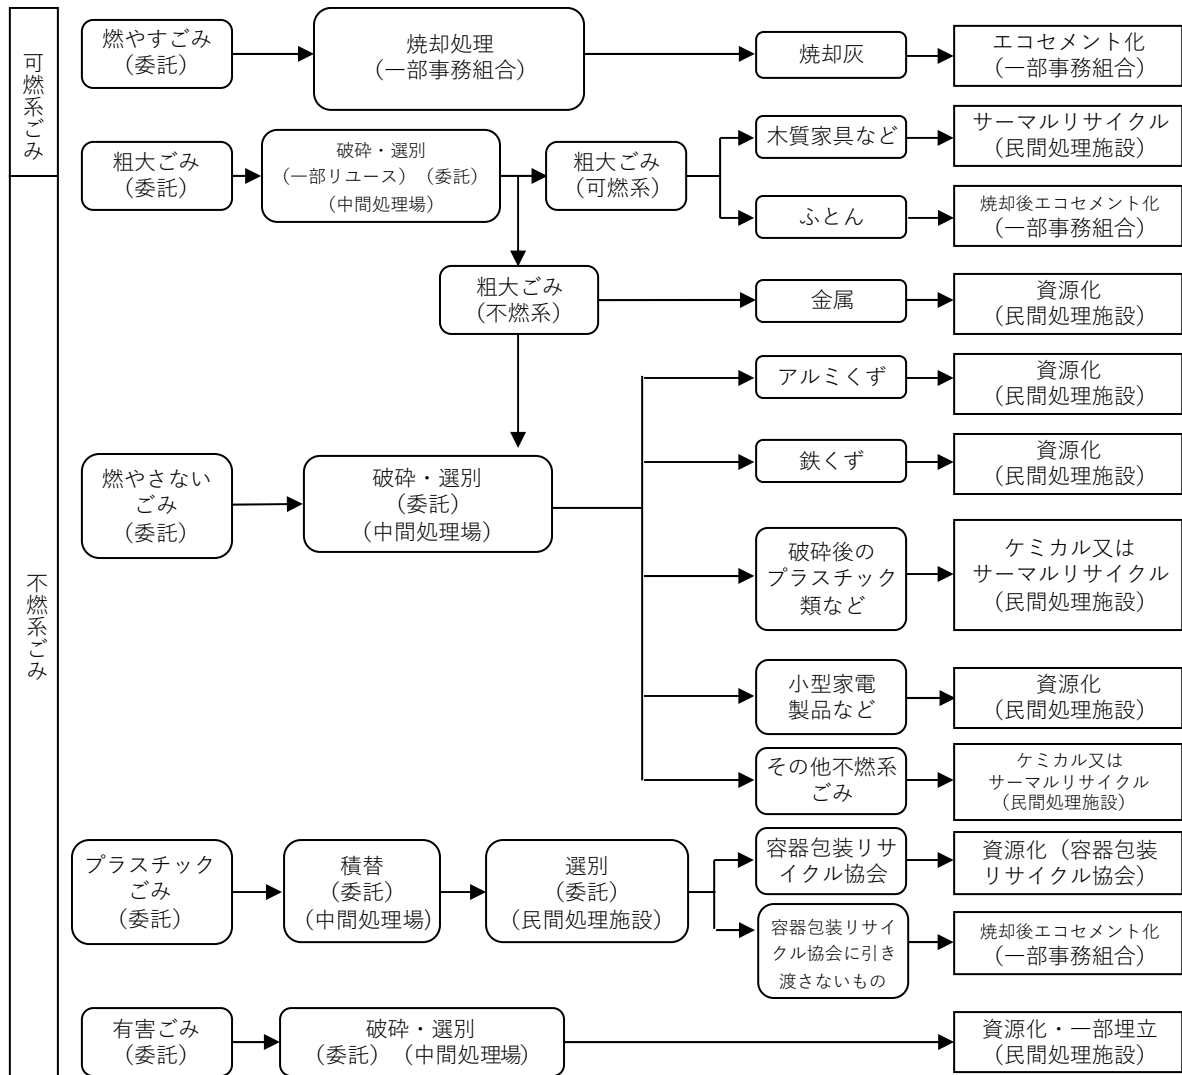 可燃系ごみ
燃やすごみ
（委託）
焼却処理
（一部事務組合）
焼却灰
エコセメント化
（一部事務組合）
粗大ごみ
（委託）
破砕・選別
（一部リユース）（委託）
（中間処理場）
粗大ごみ
（可燃系）
木質家具など
サーマルリサイクル
（民間処理施設）
ふとん
焼却後エコセメント化
（一部事務組合）
不燃系ごみ
粗大ごみ
（不燃系）
金属
資源化
（民間処理施設）
アルミくず
資源化
（民間処理施設）
燃やさない
ごみ
（委託）
破砕・選別
（委託）
（中間処理場）
鉄くず
資源化
（民間処理施設）
破砕後の
プラスチック
類など
ケミカル又は
サーマルリサイクル
（民間処理施設）
小型家電
製品など
資源化
（民間処理施設）
その他不燃系
ごみ
ケミカル又は
サーマルリサイクル
（民間処理施設）
プラスチック
ごみ
（委託）
積替
（委託）
（中間処理場）
選別
（委託）
（民間処理施設）
容器包装リサ
イクル協会
資源化（容器包装
リサイクル協会）
容器包装リサイ
クル協会に引き
渡さないもの
焼却後エコセメント化
（一部事務組合）
有害ごみ
（委託）
破砕・選別
（委託）（中間処理場）
資源化・一部埋立
（民間処理施設）